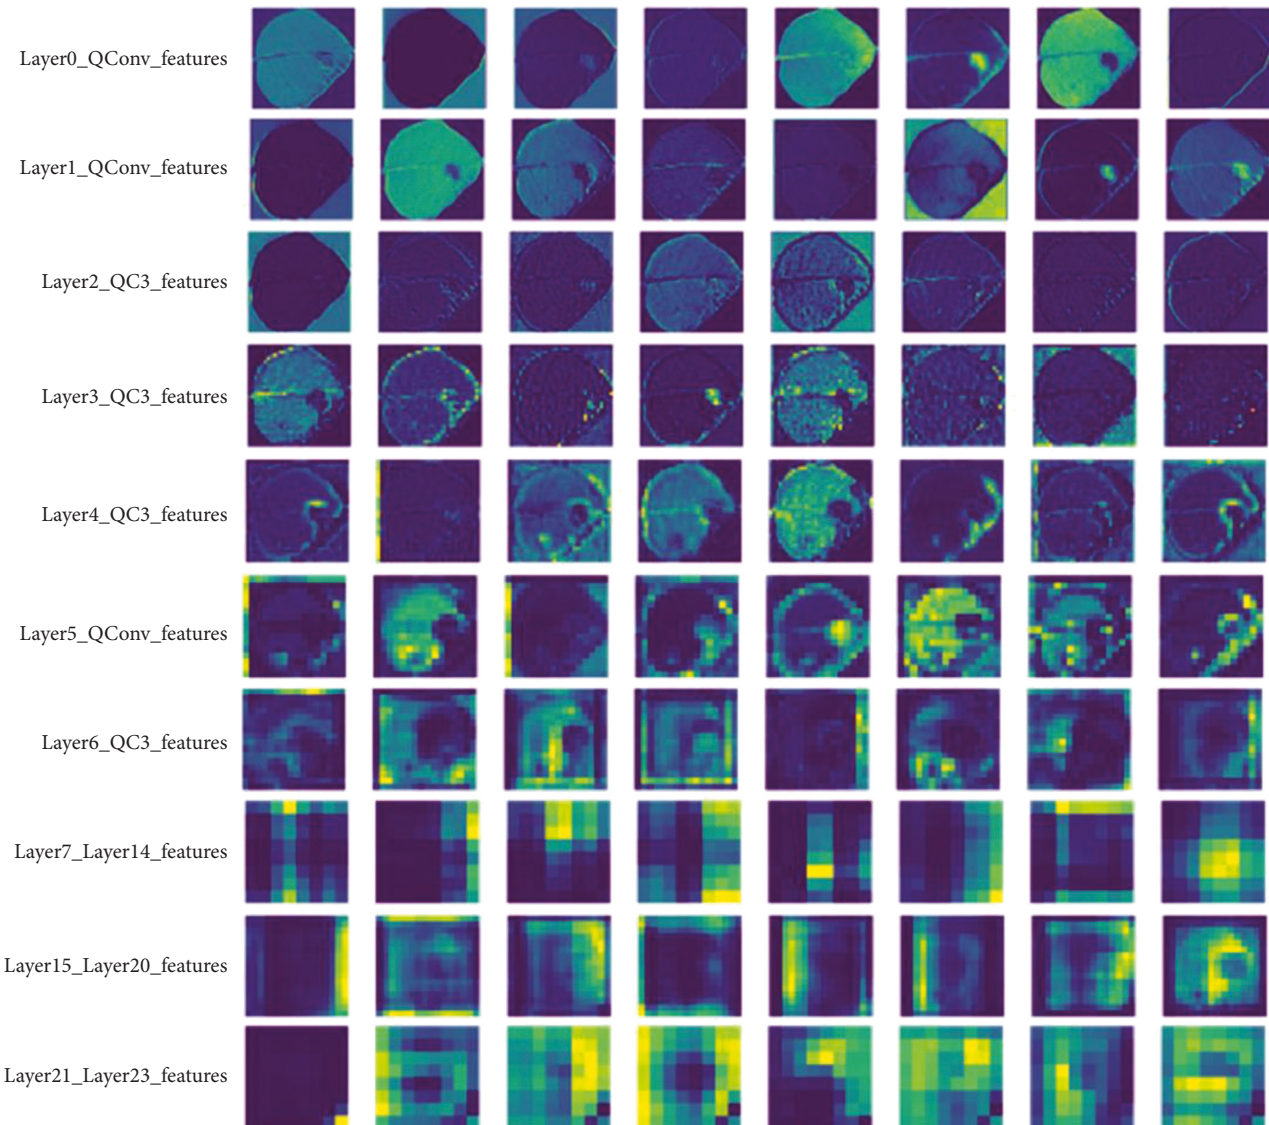 Layer0_QConv_features
Layer1_QConv_features
Layer2_QC3_features
Layer3_QC3_features
Layer4_QC3_features
Layer5_QConv_features
Layer6_QC3_features
Layer7_Layer14_features
Layer15_Layer20_features
Layer21_Layer23_features